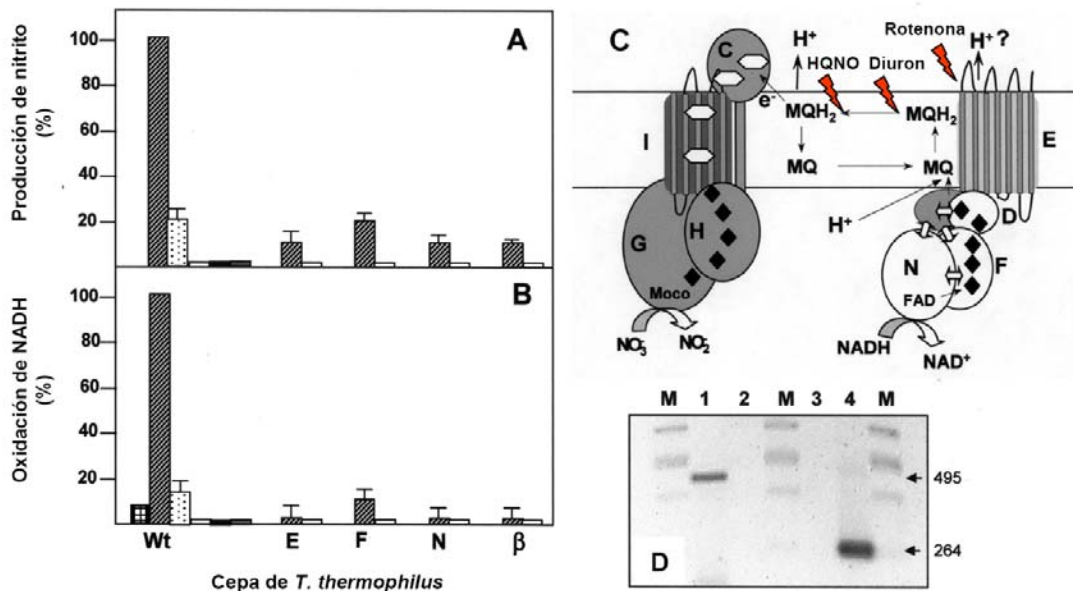 A
Producción de nitrito
(%)
100
80
60
40
20
B
Oxidación de NADH
(%)
100
80
60
40
20
Wt
E
F
N
β
Cepa de T. thermophilus
C
C
H+
HQNO
Diuron
Rotenona
H+ ?
e-
MQH2
MQH2
I
E
MQ
MQ
H+
G
H
D
N
F
Moco
FAD
NO3-
NO2-
NADH
NAD+
M 1 2 M 3 4 M
495
264
D